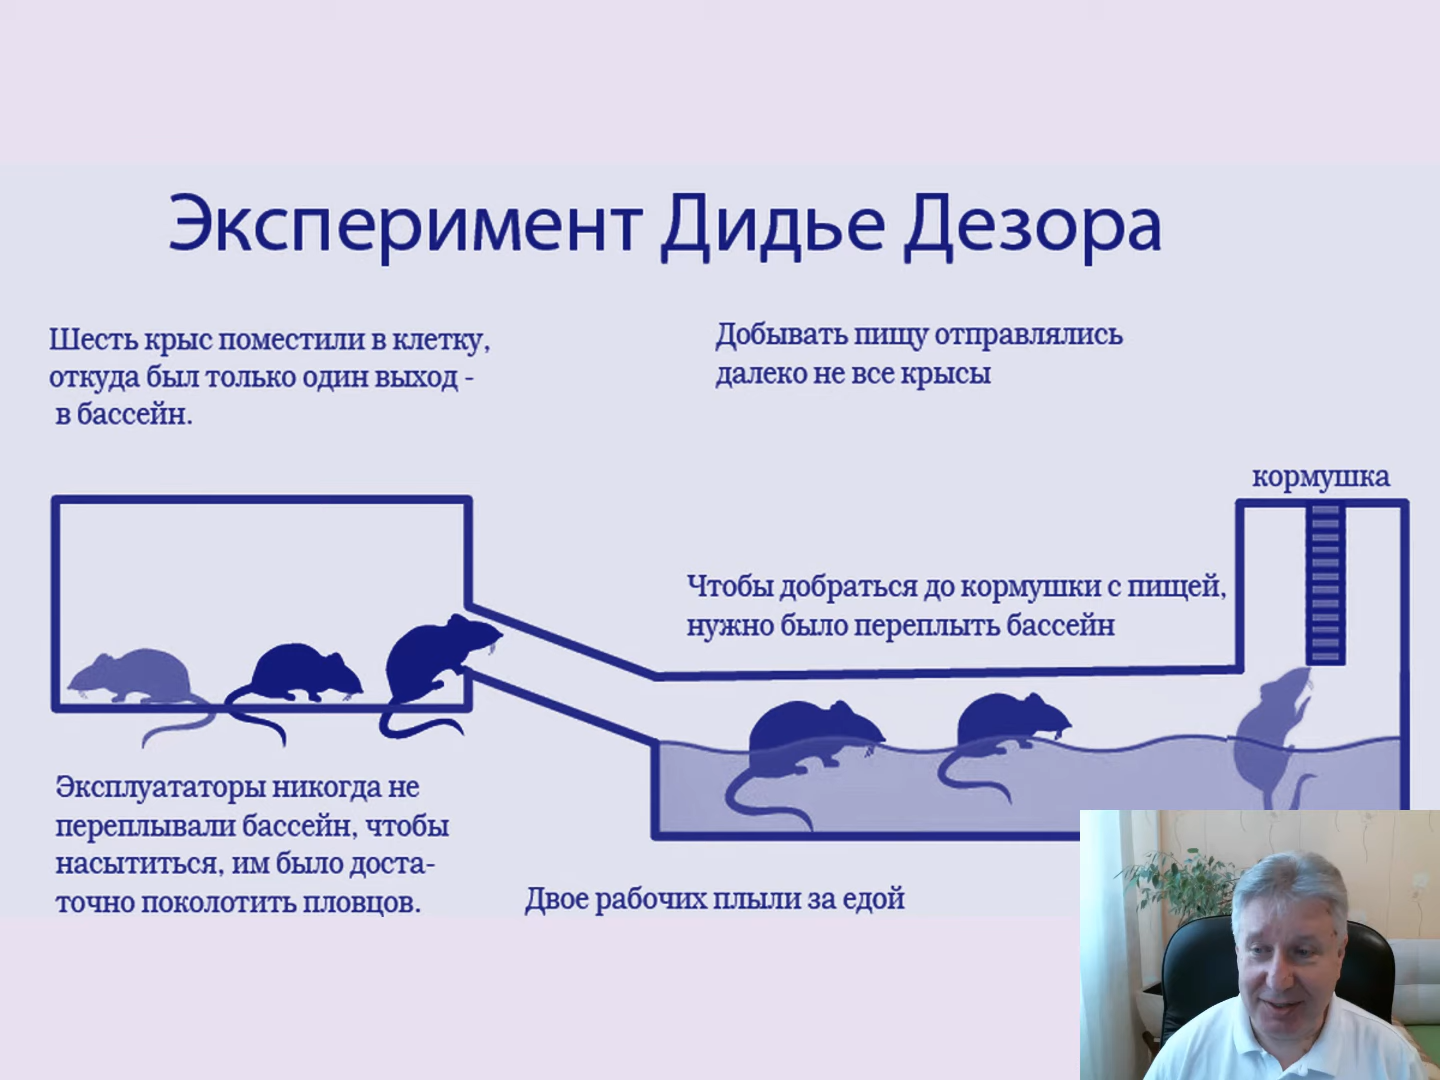 Эксперимент Дидье Дезора
Шесть крыс поместили в клетку,
откуда был только один выход -
в бассейн.
Добывать пищу отправлялись
далеко не все крысы
кормушка
Чтобы добраться до кормушки с пищей,
нужно было переплыть бассейн
Эксплуататоры никогда не
переплывали бассейн, чтобы
насытиться, им было доста-
точно поколотить пловцов.
Двое рабочих плыли за едой